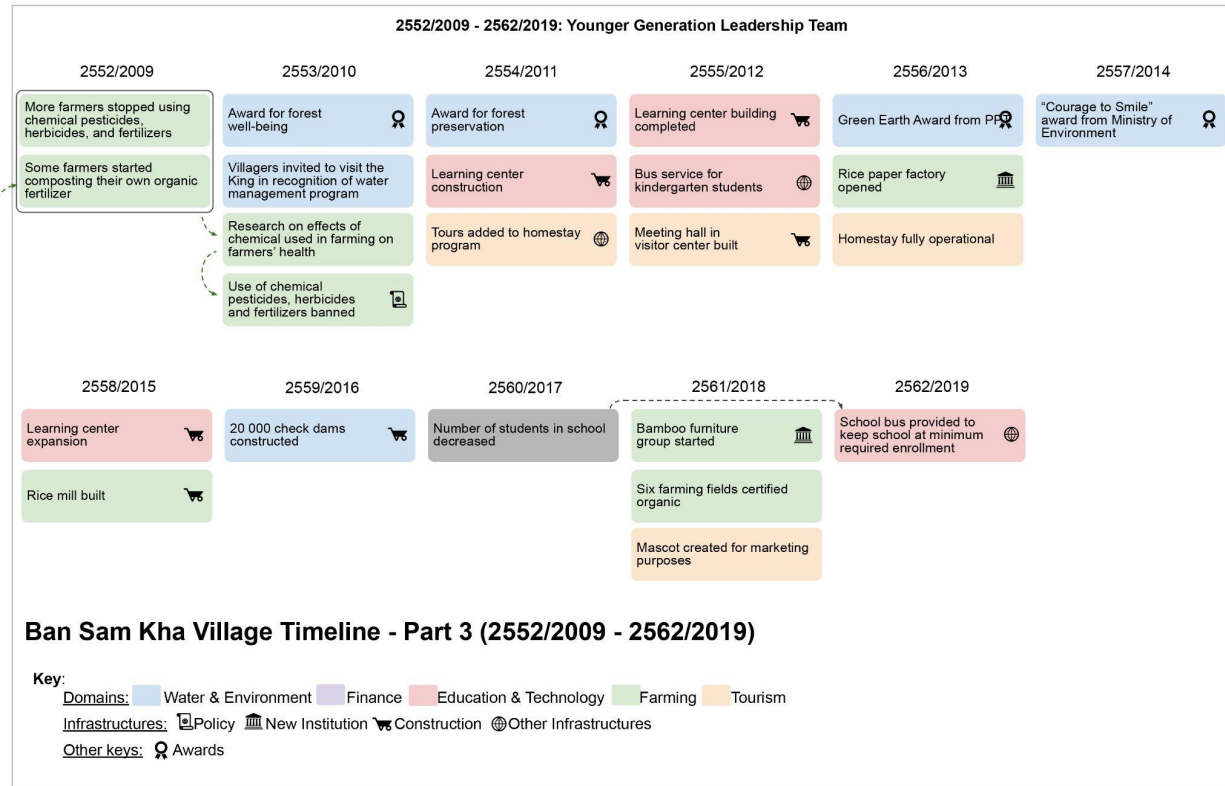 2552/2009 - 2562/2019: Younger Generation Leadership Team
2552/2009
More farmers stopped using
chemical pesticides,
herbicides, and fertilizers
Some farmers started
composting their own organic
fertilizer
2553/2010
Award for forest
well-being
Villagers invited to visit the
King in recognition of water
management program
Research on effects of
chemical used in farming on
farmers' health
Use of chemical
pesticides, herbicides
and fertilizers banned
2554/2011
Award for forest
preservation
Learning center
construction
Tours added to homestay
program
2555/2012
Learning center building
completed
Bus service for
kindergarten students
Meeting hall in
visitor center built
2556/2013
Green Earth Award from
Rice paper factory
opened
Homestay fully operational
2557/2014
“Courage to Smile”
award from Ministry of
Environment
2558/2015
Learning center
expansion
Rice mill built
2559/2016
20 000 check dams
constructed
2560/2017
Number of students in school
decreased
2561/2018
Bamboo furniture
group started
Six farming fields certified
organic
Mascot created for marketing
purposes
2562/2019
School bus provided to
keep school at minimum
required enrollment
Ban Sam Kha Village Timeline - Part 3 (2552/2009 - 2562/2019)
Key:
Domains: Water & Environment Finance Education & Technology Farming Tourism
Infrastructures: Policy New Institution Construction Other Infrastructures
Other keys: Awards